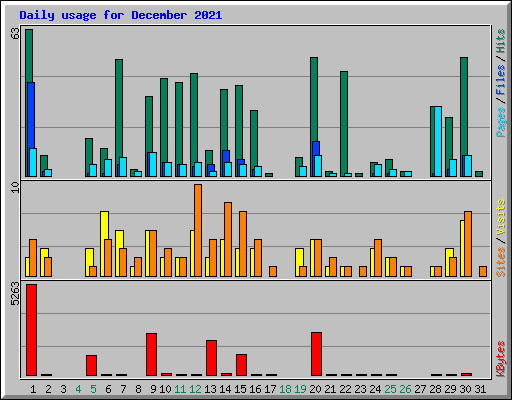 Daily usage for December 2021
63
Pages/Files/Hits
10
Sites/Visits
5263
KBytes
1 2 3 4 5 6 7 8 9 10 11 12 13 14 15 16 17 18 19 20 21 22 23 24 25 26 27 28 29 30 31